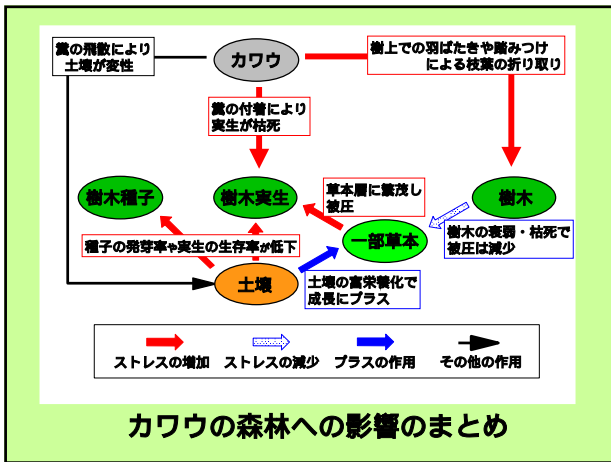 糞の飛散により
土壌が変性
カワウ
樹上での羽ばたきや踏みつけ
による枝葉の折り取り
糞の付着により
実生が枯死
樹木種子
樹木実生
草本層に繁茂し
被圧
樹木
一部草本
樹木の衰弱・枯死で
被圧は減少
種子の発芽率や実生の生存率が低下
土壌
土壌の富栄養化で
成長にプラス
ストレスの増加
ストレスの減少
プラスの作用
その他の作用
カワウの森林への影響のまとめ